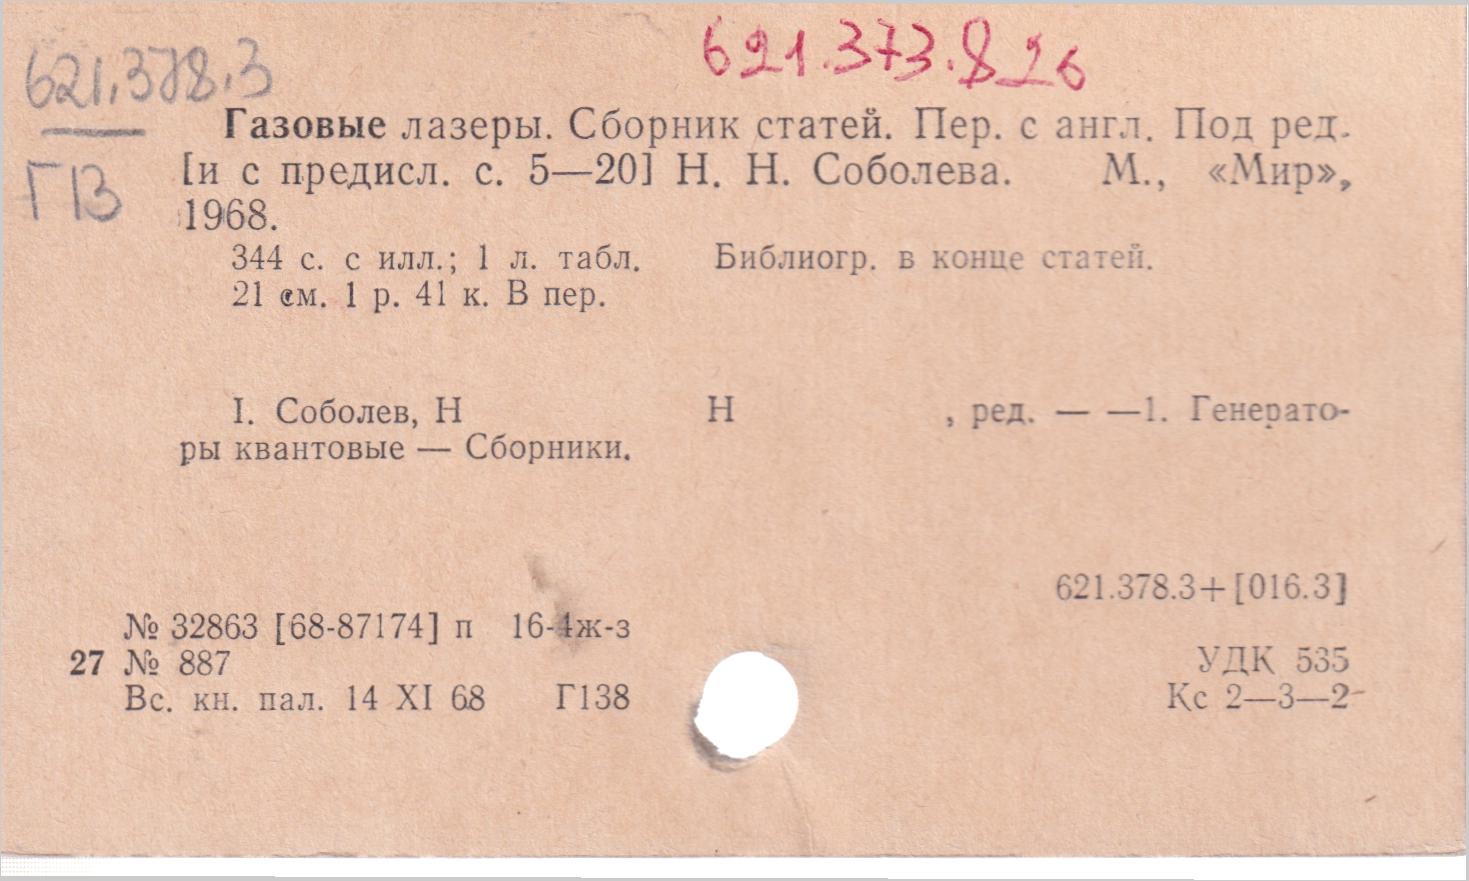 621.378.3
621.373.826
Г13
Газовые лазеры. Сборник статей. Пер. с англ. Под ред.
[и с предисл. с. 5—20] Н. Н. Соболева. М., «Мир»,
1968.
344 с. с илл.; 1 л. табл. Библиогр. в конце статей.
21 см. 1 р. 41 к. В пер.
I. Соболев, Н Н , ред. — —1. Генерато-
ры квантовые — Сборники.
621.378.3+[016.3]
№ 32863 [68-87174] п 16-4ж-з
27 № 887
УДК 535
Вс. кн. пал. 14 XI 68 Г138
Кс 2—3—2